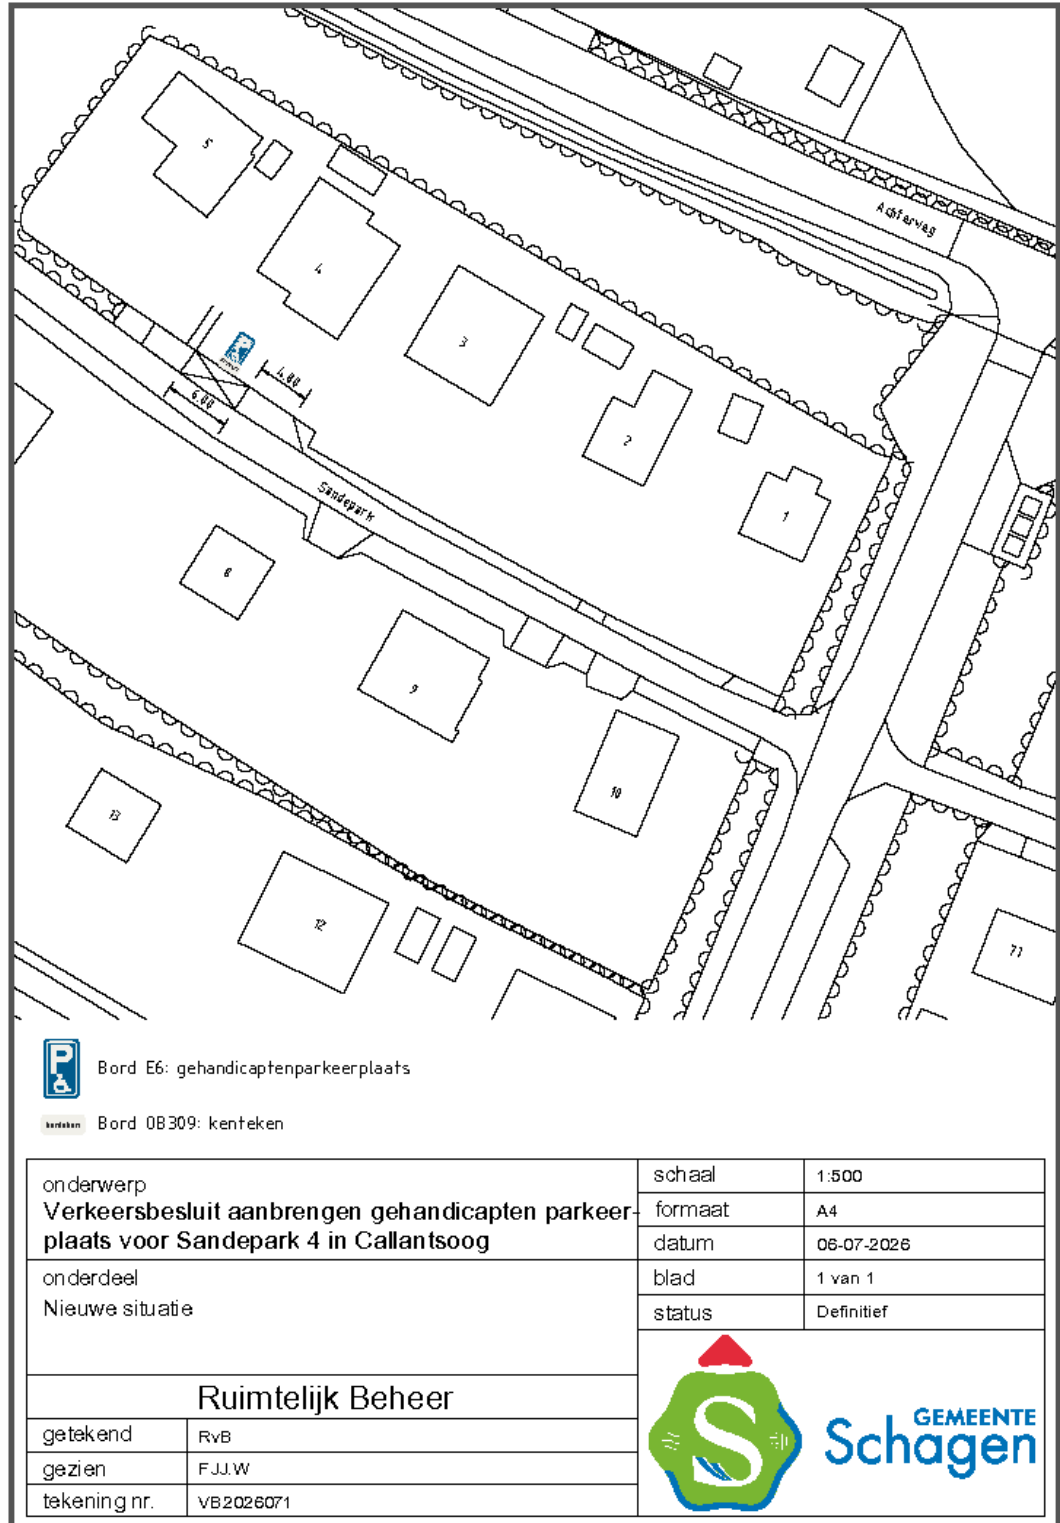 5
Achterweg
4
3
4.00
6.00
2
Sandepark
1
8
9
10
13
12
11
P
Bord E6: gehandicaptenparkeerplaats
kenteken
Bord OB309: kenteken
onderwerp
Verkeersbesluit aanbrengen gehandicapten parkeer-
plaats voor Sandepark 4 in Callantsoog
onderdeel
Nieuwe situatie
schaal 1:500
formaat A4
datum 06-07-2026
blad 1 van 1
status Definitief
Ruimtelijk Beheer
getekend RvB
gezien F.J.J.W
tekening nr. VB2026071
S
GEMEENTE
Schagen